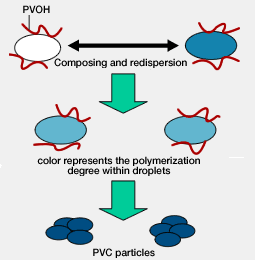 PVOH
Composing and redispersion
color represents the polymerization
degree within droplets
PVC particles